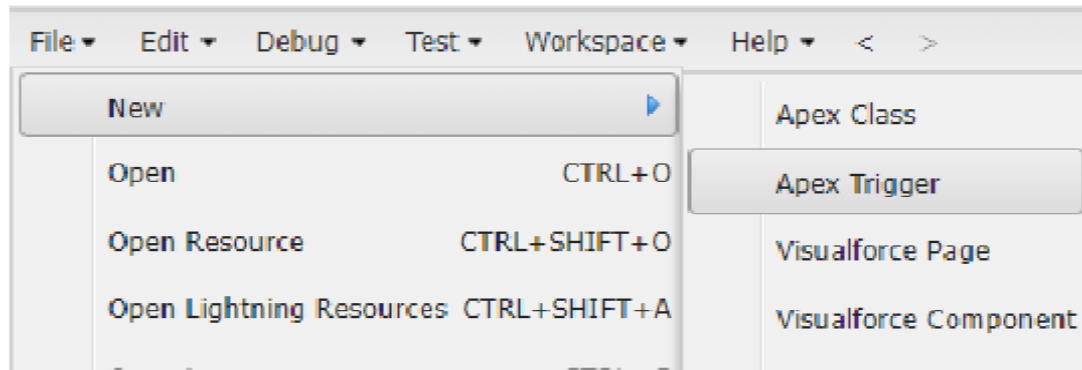 File Edit Debug Test Workspace Help < >
New
Open CTRL+O
Open Resource CTRL+SHIFT+O
Open Lightning Resources CTRL+SHIFT+A
Apex Class
Apex Trigger
Visualforce Page
Visualforce Component